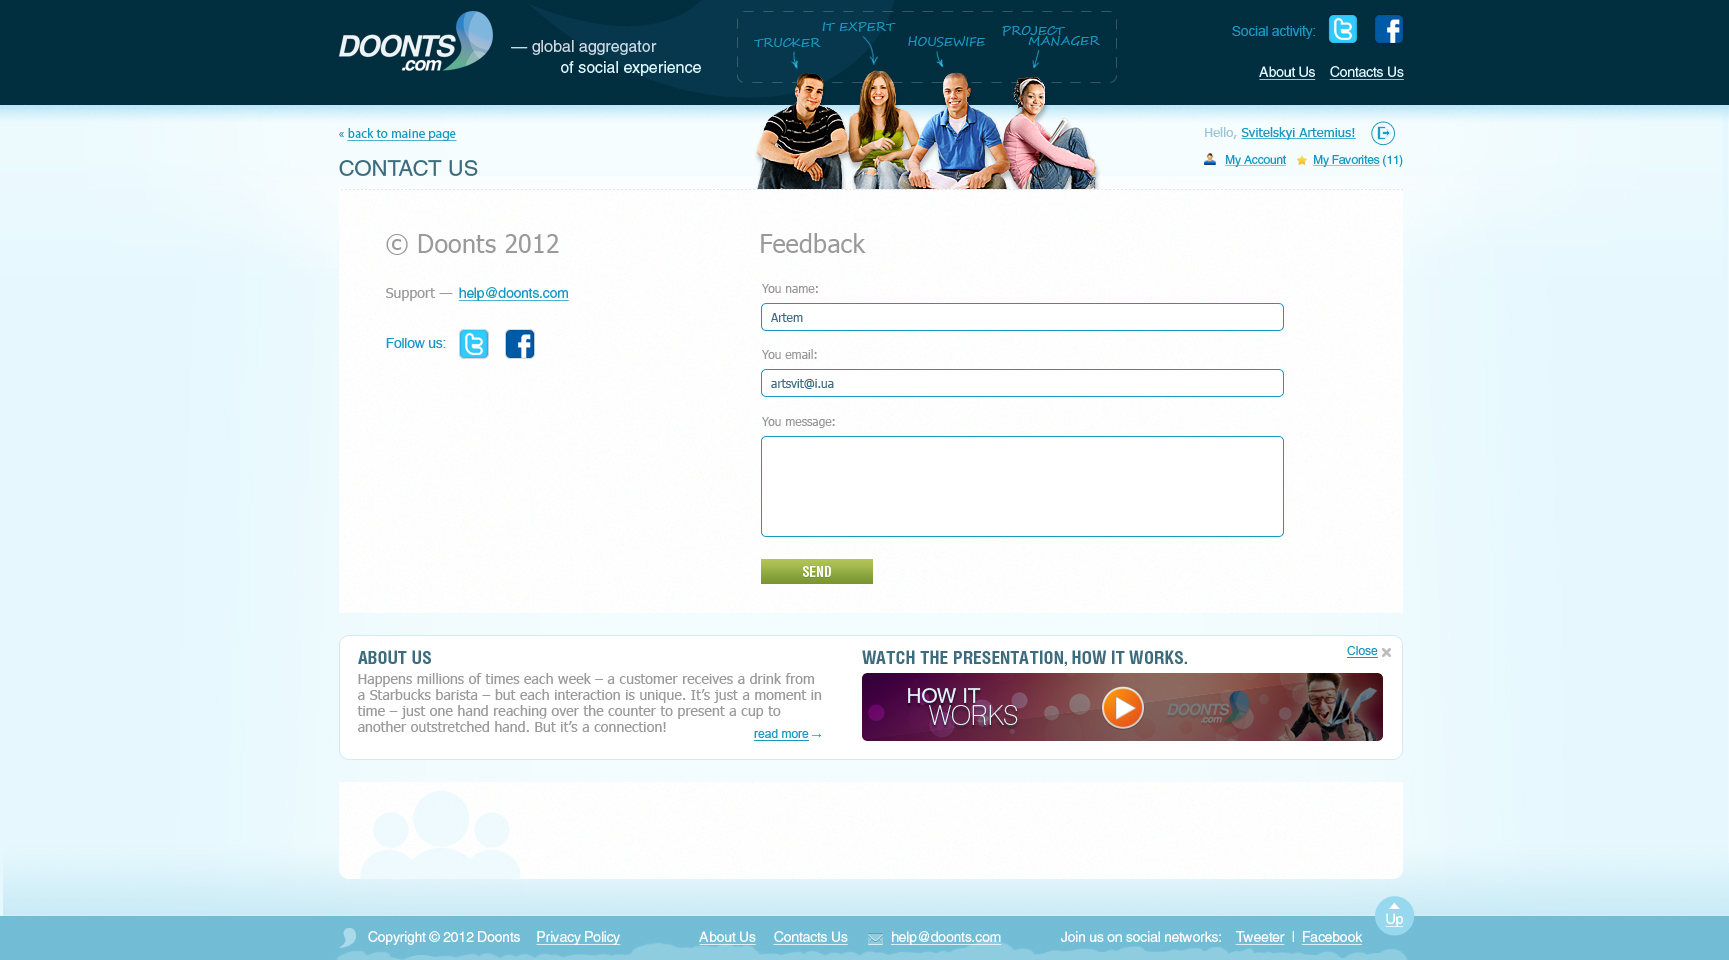 DOONTS
.com
— global aggregator
of social experience
TRUCKER
IT EXPERT
HOUSEWIFE
PROJECT
MANAGER
Social activity:
About Us Contacts Us
« back to maine page
Hello, Svitelskyi Artemius!
My Account My Favorites (11)
CONTACT US
© Doonts 2012
Support — help@doonts.com
Follow us:
Feedback
You name:
Artem
You email:
artsvit@i.ua
You message:
SEND
ABOUT US
Happens millions of times each week – a customer receives a drink from
a Starbucks barista – but each interaction is unique. It’s just a moment in
time – just one hand reaching over the counter to present a cup to
another outstretched hand. But it’s a connection!
read more →
WATCH THE PRESENTATION, HOW IT WORKS.
Close
HOW IT
WORKS
DOONTS
.com
Up
Copyright © 2012 Doonts Privacy Policy About Us Contacts Us help@doonts.com Join us on social networks: Tweeter | Facebook